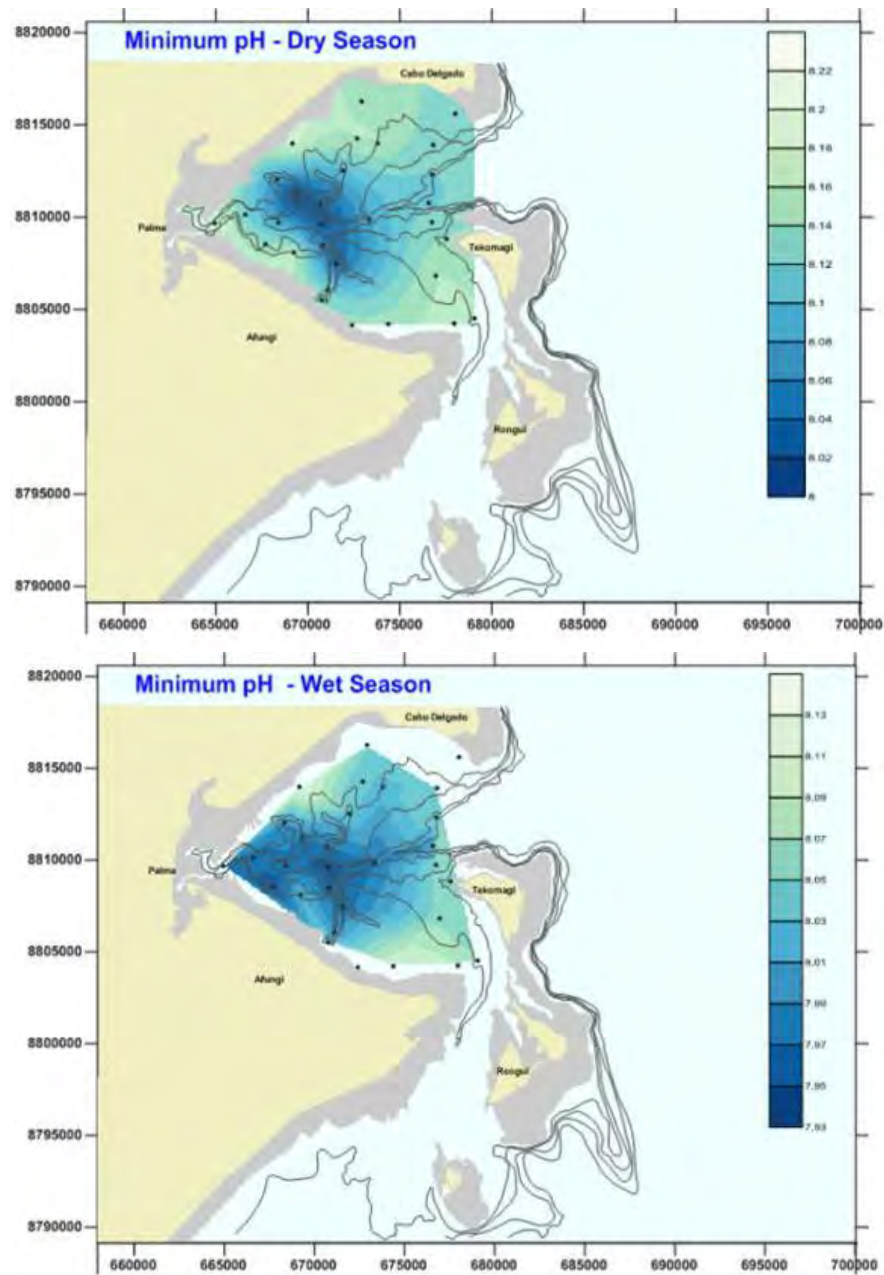 Minimum pH - Dry Season
8820000
8815000
8810000
8805000
8800000
8795000
8790000
Cabo Delgado
Palma
Tekomagi
Afungi
Rongui
8.22
8.2
8.18
8.16
8.14
8.12
8.1
8.08
8.06
8.04
8.02
8
660000 665000 670000 675000 680000 685000 690000 695000 700000
Minimum pH - Wet Season
8820000
8815000
8810000
8805000
8800000
8795000
8790000
Cabo Delgado
Palma
Tekomagi
Afungi
Rongui
8.13
8.11
8.09
8.07
8.05
8.03
8.01
7.99
7.97
7.95
7.93
660000 665000 670000 675000 680000 685000 690000 695000 700000